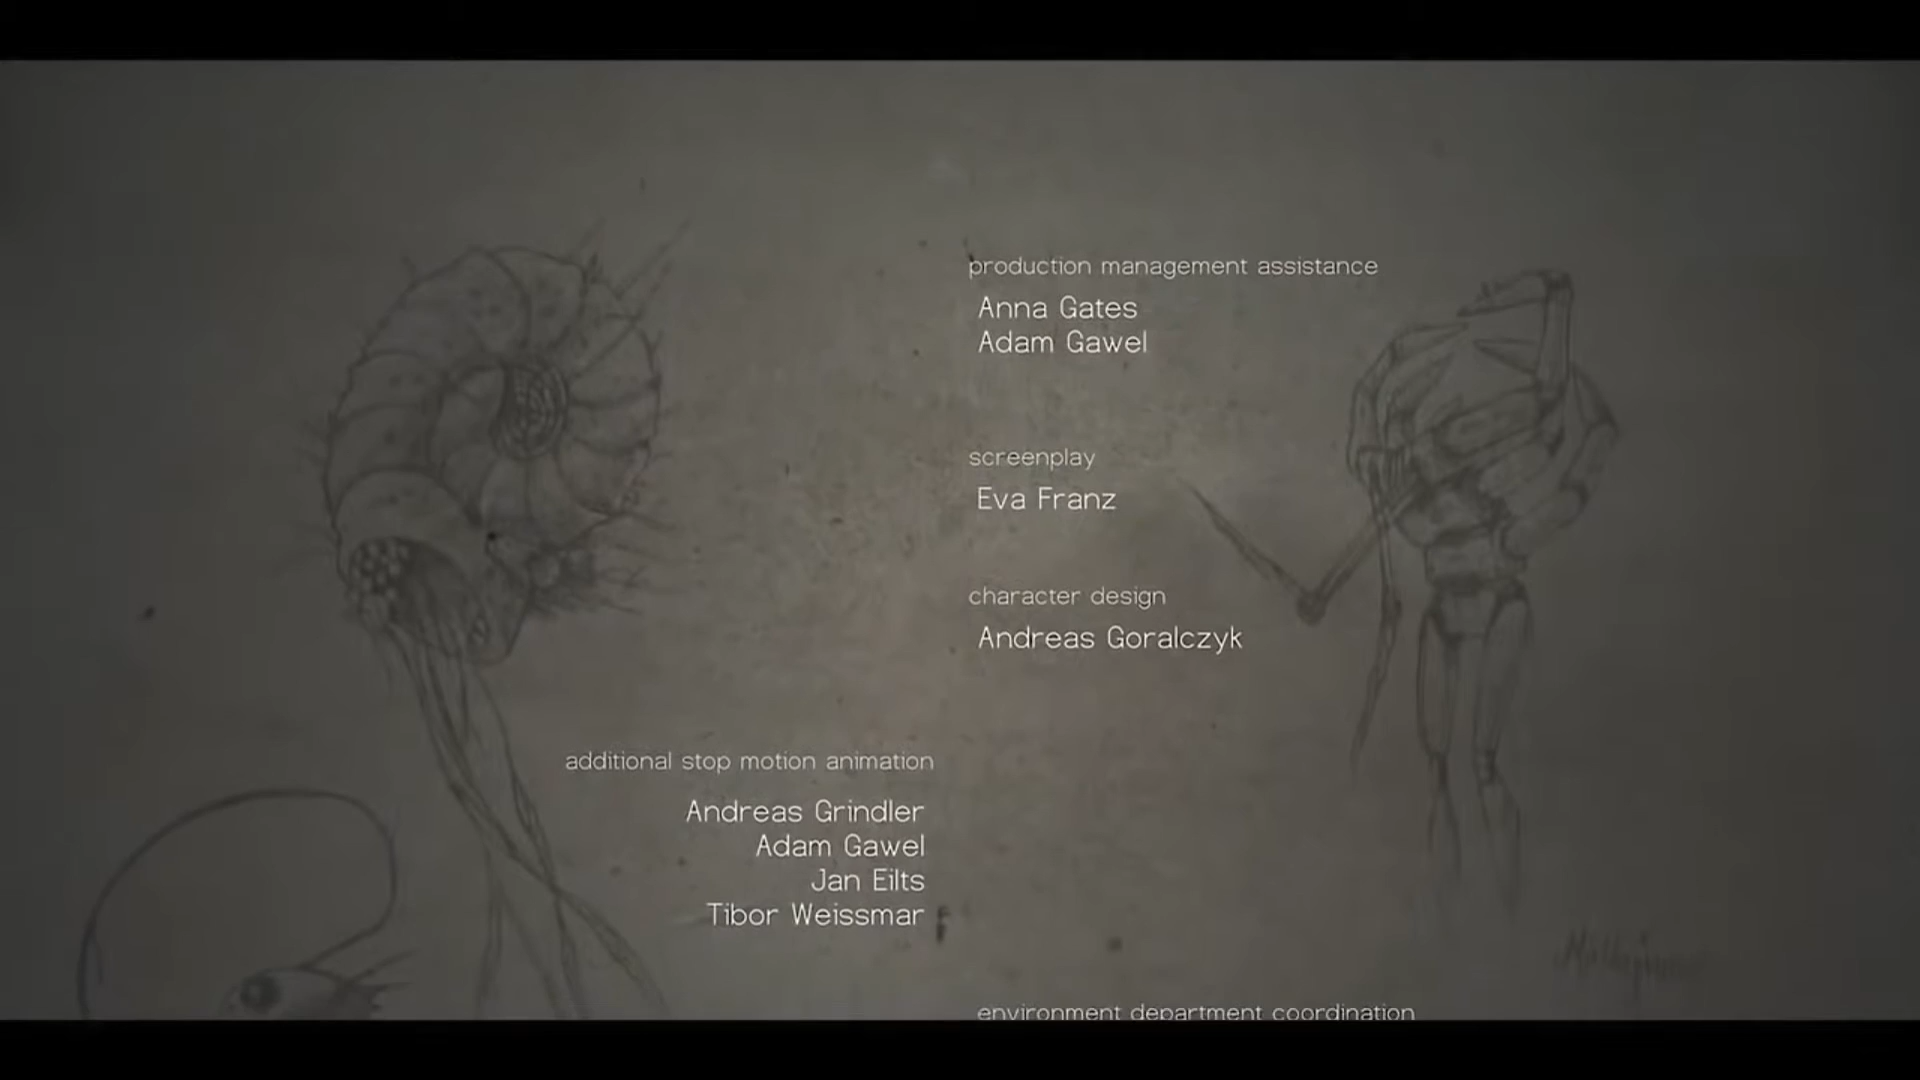 production management assistance
Anna Gates
Adam Gawel
screenplay
Eva Franz
character design
Andreas Goralczyk
additional stop motion animation
Andreas Grindler
Adam Gawel
Jan Eilts
Tibor Weissmar
environment department coordination